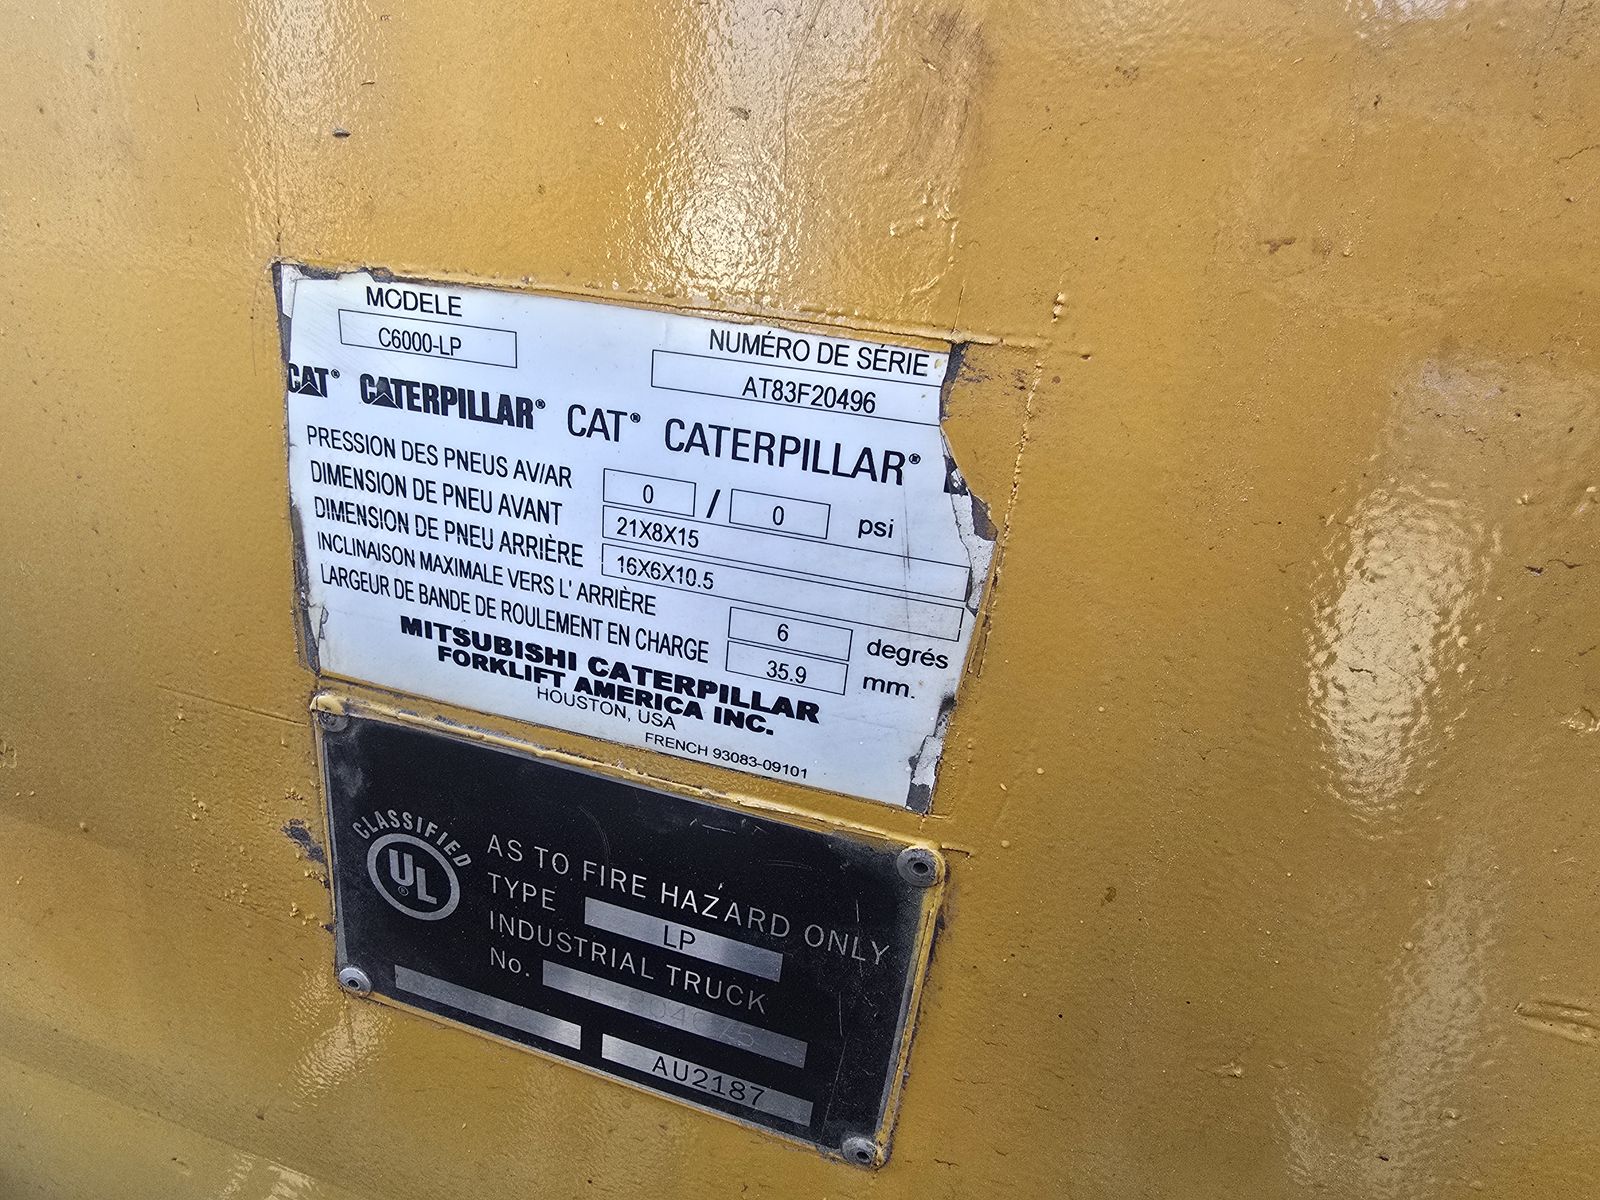 MODELE
C6000-LP
NUMÉRO DE SÉRIE
AT83F20496
CAT® CATERPILLAR® CAT® CATERPILLAR®
PRESSION DES PNEUS AV/AR 0 / 0 psi
DIMENSION DE PNEU AVANT 21X8X15
DIMENSION DE PNEU ARRIÈRE 16X6X10.5
INCLINAISON MAXIMALE VERS L' ARRIÈRE 6 degrés
LARGEUR DE BANDE DE ROULEMENT EN CHARGE 35.9 mm.
MITSUBISHI CATERPILLAR
FORKLIFT AMERICA INC.
HOUSTON, USA
FRENCH 93083-09101
CLASSIFIED
UL®
AS TO FIRE HAZARD ONLY
TYPE LP
INDUSTRIAL TRUCK
No.
AU2187